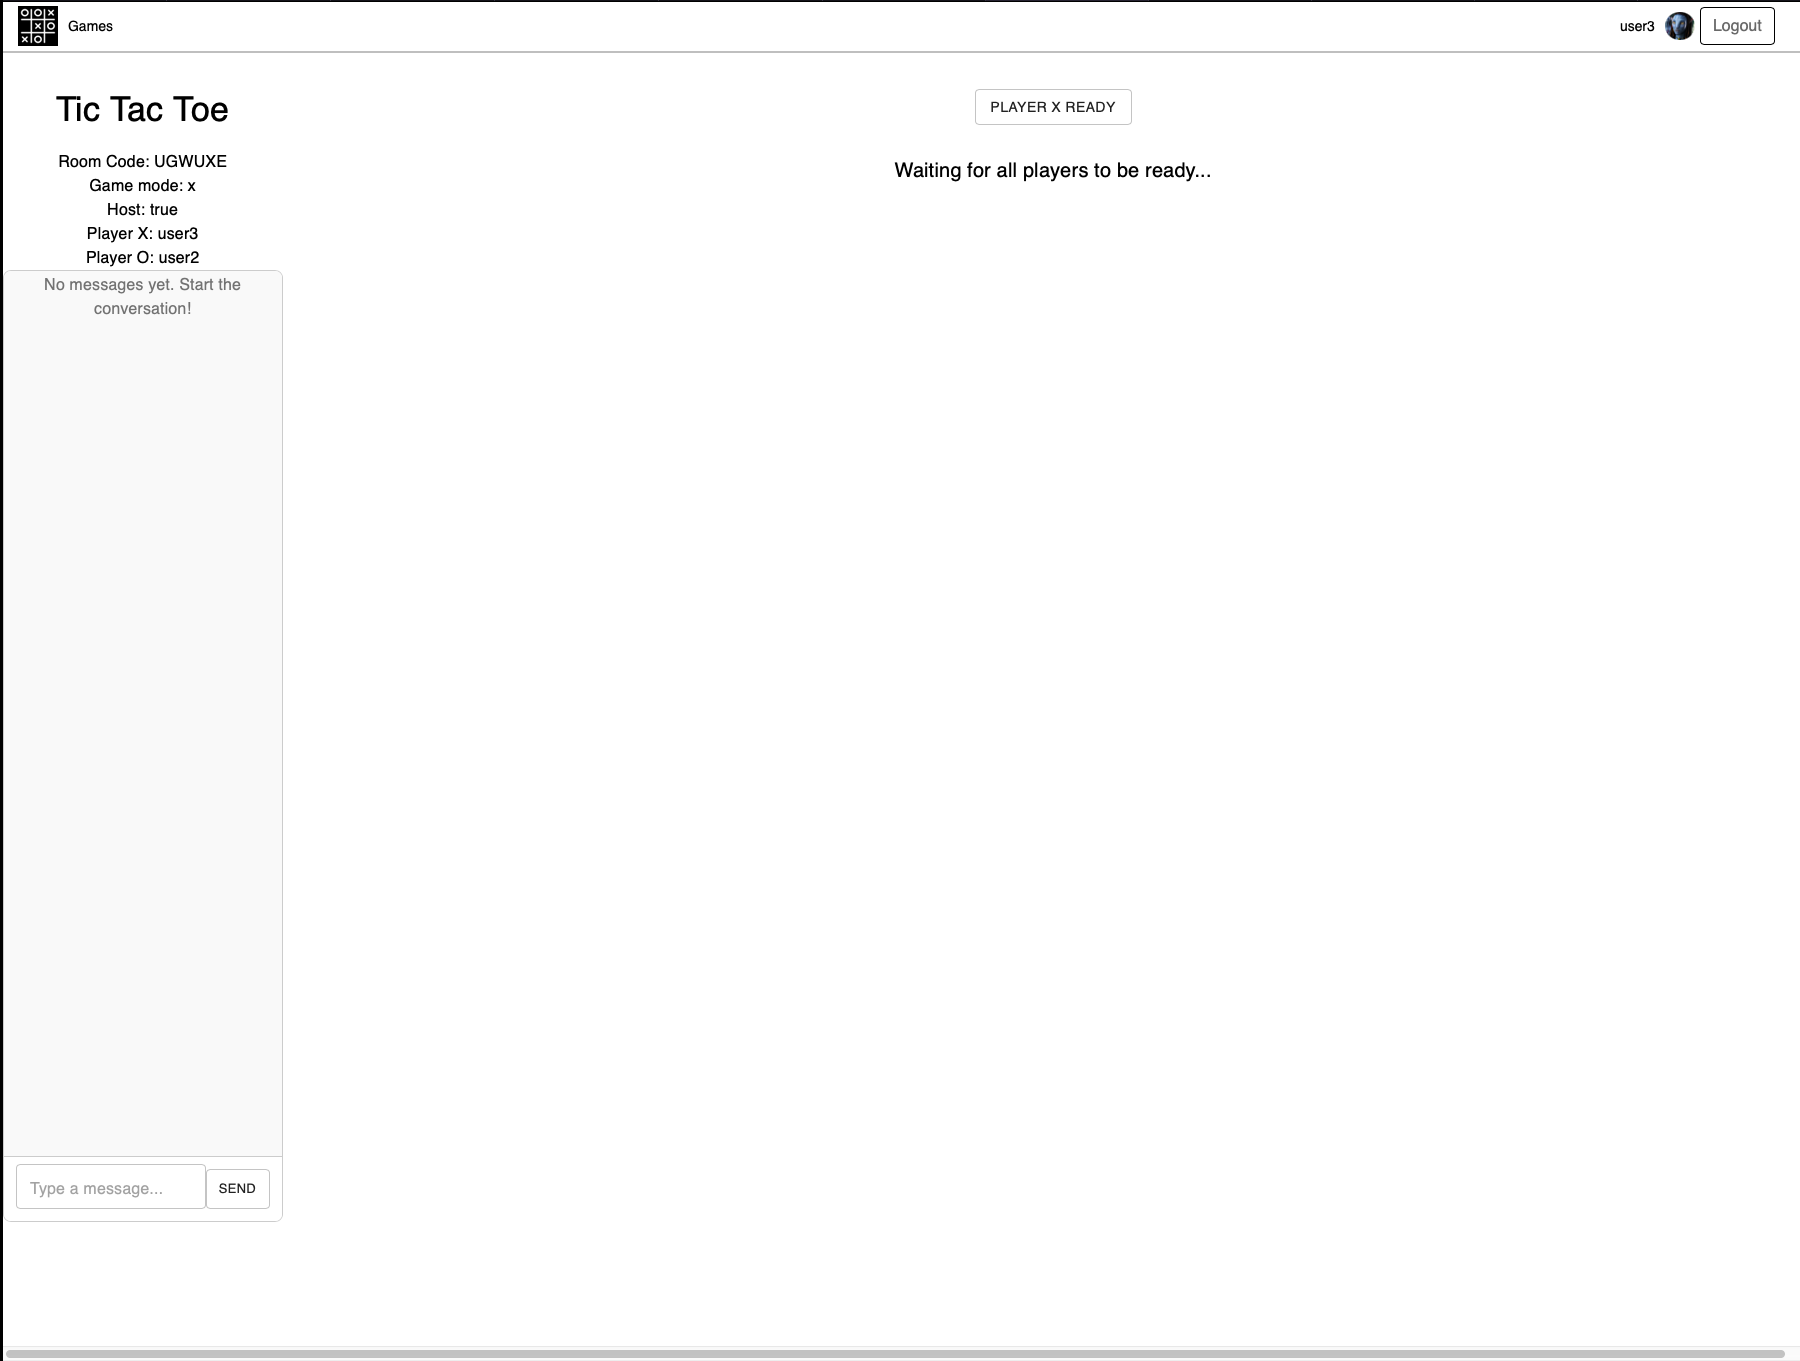 Games
user3
Logout
Tic Tac Toe
Room Code: UGWUXE
Game mode: x
Host: true
Player X: user3
Player O: user2
No messages yet. Start the
conversation!
Type a message...
SEND
PLAYER X READY
Waiting for all players to be ready...